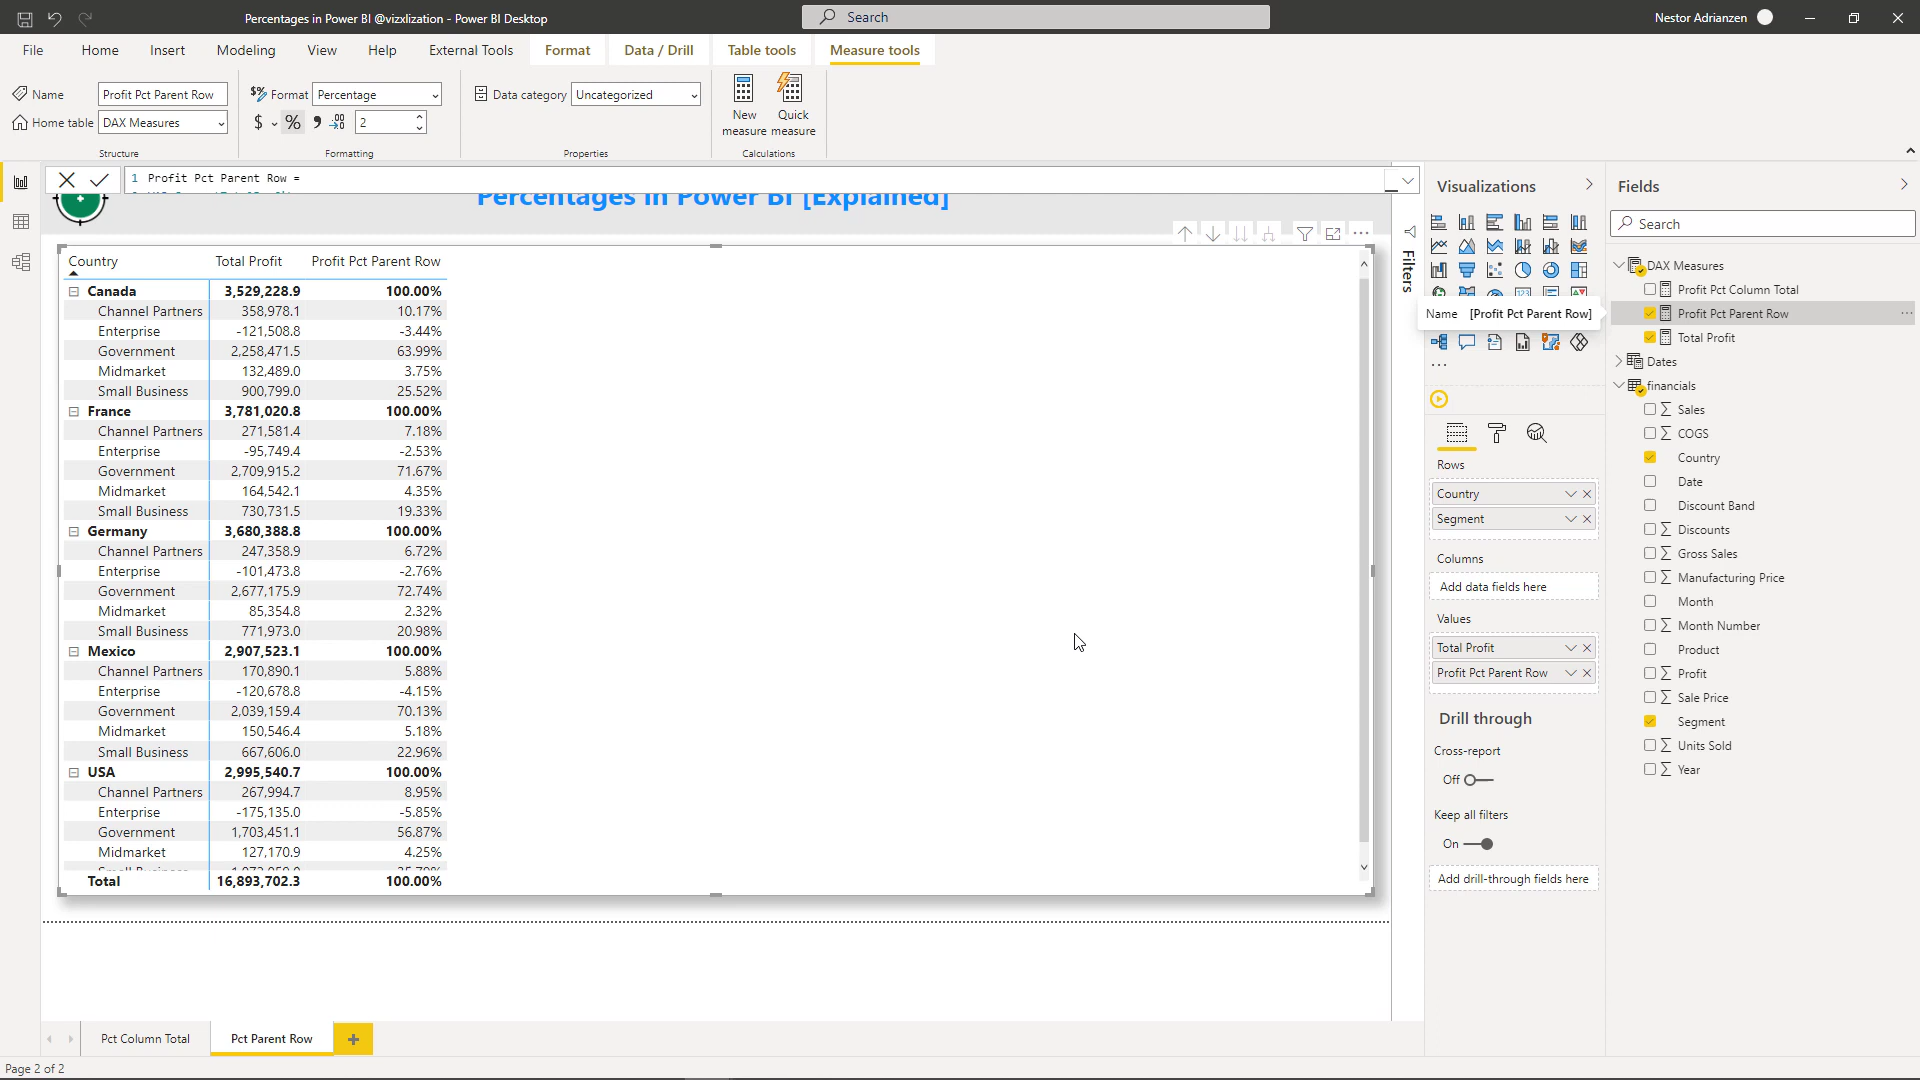 Percentages in Power BI @vizxlization - Power BI Desktop
Search
Nestor Adrianzen
File Home Insert Modeling View Help External Tools Format Data / Drill Table tools Measure tools
Name Profit Pct Parent Row
Home table DAX Measures
Structure
$% Format Percentage
$ % 2
Formatting
Data category Uncategorized
Properties
New measure
Quick measure
Calculations
1 Profit Pct Parent Row =
Percentages in Power BI [Explained]
Country Total Profit Profit Pct Parent Row
Canada 3,529,228.9 100.00%
Channel Partners 358,978.1 10.17%
Enterprise -121,508.8 -3.44%
Government 2,258,471.5 63.99%
Midmarket 132,489.0 3.75%
Small Business 900,799.0 25.52%
France 3,781,020.8 100.00%
Channel Partners 271,581.4 7.18%
Enterprise -95,749.4 -2.53%
Government 2,709,915.2 71.67%
Midmarket 164,542.1 4.35%
Small Business 730,731.5 19.33%
Germany 3,680,388.8 100.00%
Channel Partners 247,358.9 6.72%
Enterprise -101,473.8 -2.76%
Government 2,677,175.9 72.74%
Midmarket 85,354.8 2.32%
Small Business 771,973.0 20.98%
Mexico 2,907,523.1 100.00%
Channel Partners 170,890.1 5.88%
Enterprise -120,678.8 -4.15%
Government 2,039,159.4 70.13%
Midmarket 150,546.4 5.18%
Small Business 667,606.0 22.96%
USA 2,995,540.7 100.00%
Channel Partners 267,994.7 8.95%
Enterprise -175,135.0 -5.85%
Government 1,703,451.1 56.87%
Midmarket 127,170.9 4.25%
Total 16,893,702.3 100.00%
Filters
Visualizations
Name [Profit Pct Parent Row]
Rows
Country
Segment
Columns
Add data fields here
Values
Total Profit
Profit Pct Parent Row
Drill through
Cross-report
Off
Keep all filters
On
Add drill-through fields here
Fields
Search
DAX Measures
Profit Pct Column Total
Profit Pct Parent Row
Total Profit
Dates
financials
Sales
COGS
Country
Date
Discount Band
Discounts
Gross Sales
Manufacturing Price
Month
Month Number
Product
Profit
Sale Price
Segment
Units Sold
Year
Pct Column Total
Pct Parent Row
Page 2 of 2